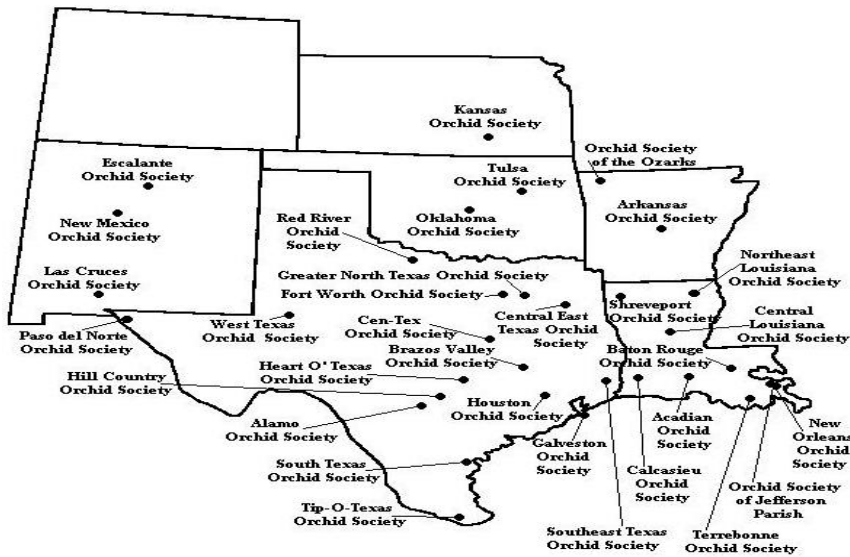 Kansas
Orchid Society
Orchid Society
of the Ozarks
Escalante
Orchid Society
Tulsa
Orchid Society
Arkansas
Orchid Society
New Mexico
Orchid Society
Red River
Orchid
Society
Oklahoma
Orchid Society
Northeast
Louisiana
Orchid Society
Las Cruces
Orchid Society
Greater North Texas Orchid Society
Fort Worth Orchid Society
Shreveport
Orchid Society
Central East
Texas Orchid
Society
Central
Louisiana
Orchid Society
Paso del Norte
Orchid Society
West Texas
Orchid Society
Cen-Tex
Orchid Society
Brazos Valley
Orchid Society
Baton Rouge
Orchid Society
Heart O' Texas
Orchid Society
Hill Country
Orchid Society
Houston
Orchid Society
Alamo
Orchid Society
Acadian
Orchid
Society
New
Orleans
Orchid
Society
Galveston
Orchid
Society
South Texas
Orchid Society
Calcasieu
Orchid
Society
Orchid Society
of Jefferson
Parish
Tip-O-Texas
Orchid Society
Southeast Texas
Orchid Society
Terrebonne
Orchid Society